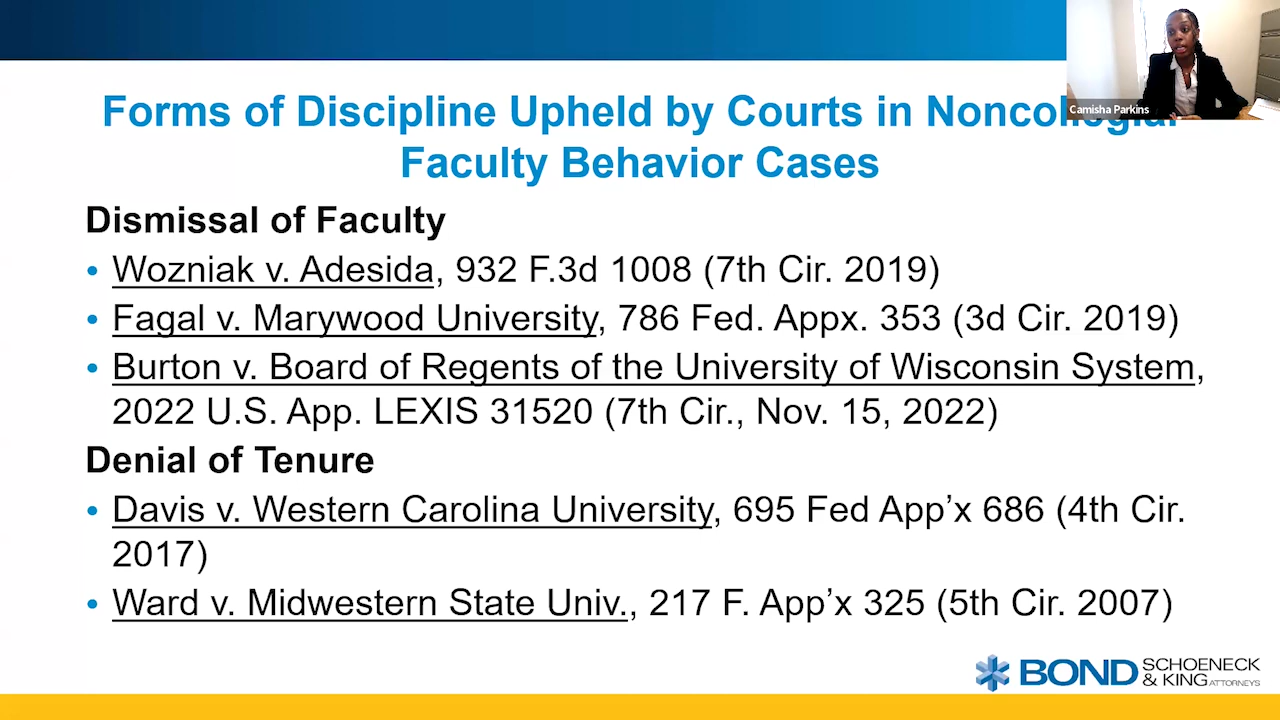 Forms of Discipline Upheld by Courts in
Faculty Behavior Cases
Camisha Parkins
Dismissal of Faculty
• Wozniak v. Adesida, 932 F.3d 1008 (7th Cir. 2019)
• Fagal v. Marywood University, 786 Fed. Appx. 353 (3d Cir. 2019)
• Burton v. Board of Regents of the University of Wisconsin System,
2022 U.S. App. LEXIS 31520 (7th Cir., Nov. 15, 2022)
Denial of Tenure
• Davis v. Western Carolina University, 695 Fed App’x 686 (4th Cir.
2017)
• Ward v. Midwestern State Univ., 217 F. App’x 325 (5th Cir. 2007)
BOND SCHOENECK
& KING ATTORNEYS